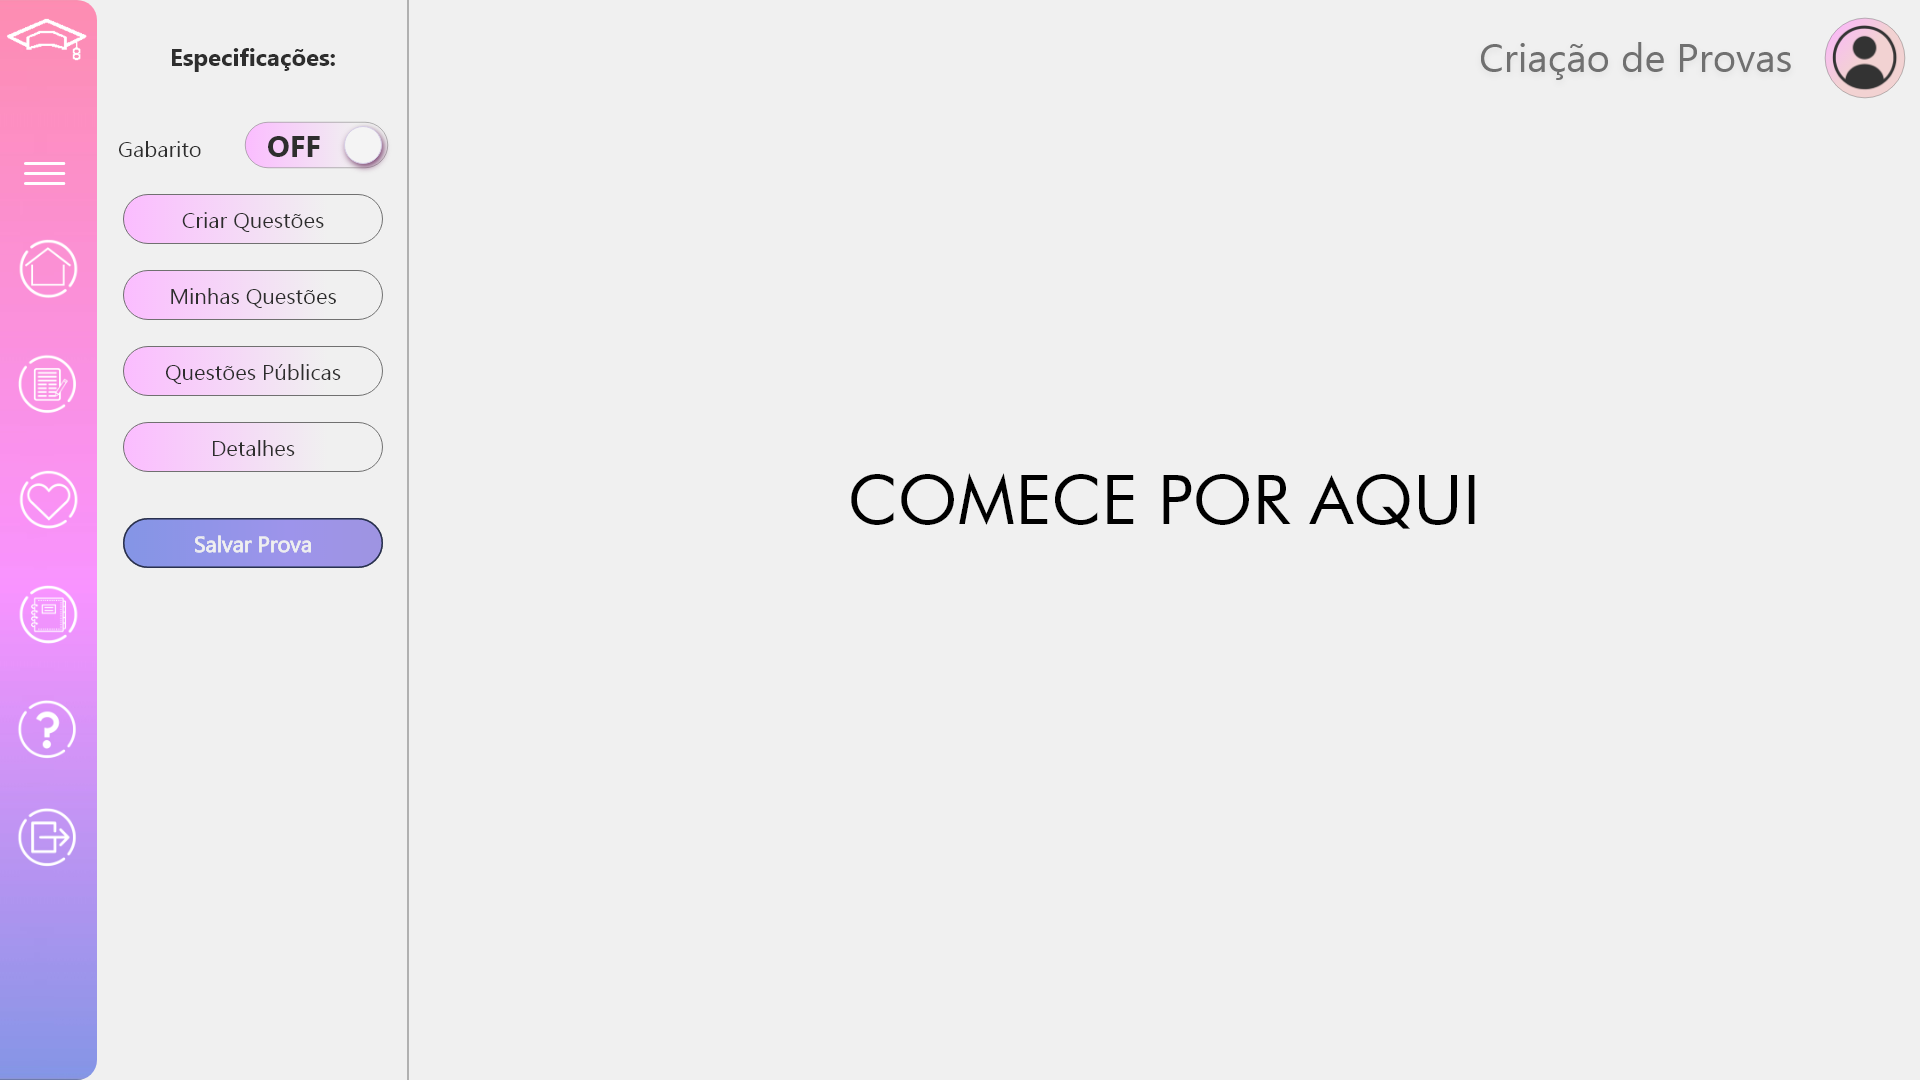 Especificações:
Criação de Provas
Gabarito
OFF
Criar Questões
Minhas Questões
Questões Públicas
Detalhes
Salvar Prova
COMECE POR AQUI